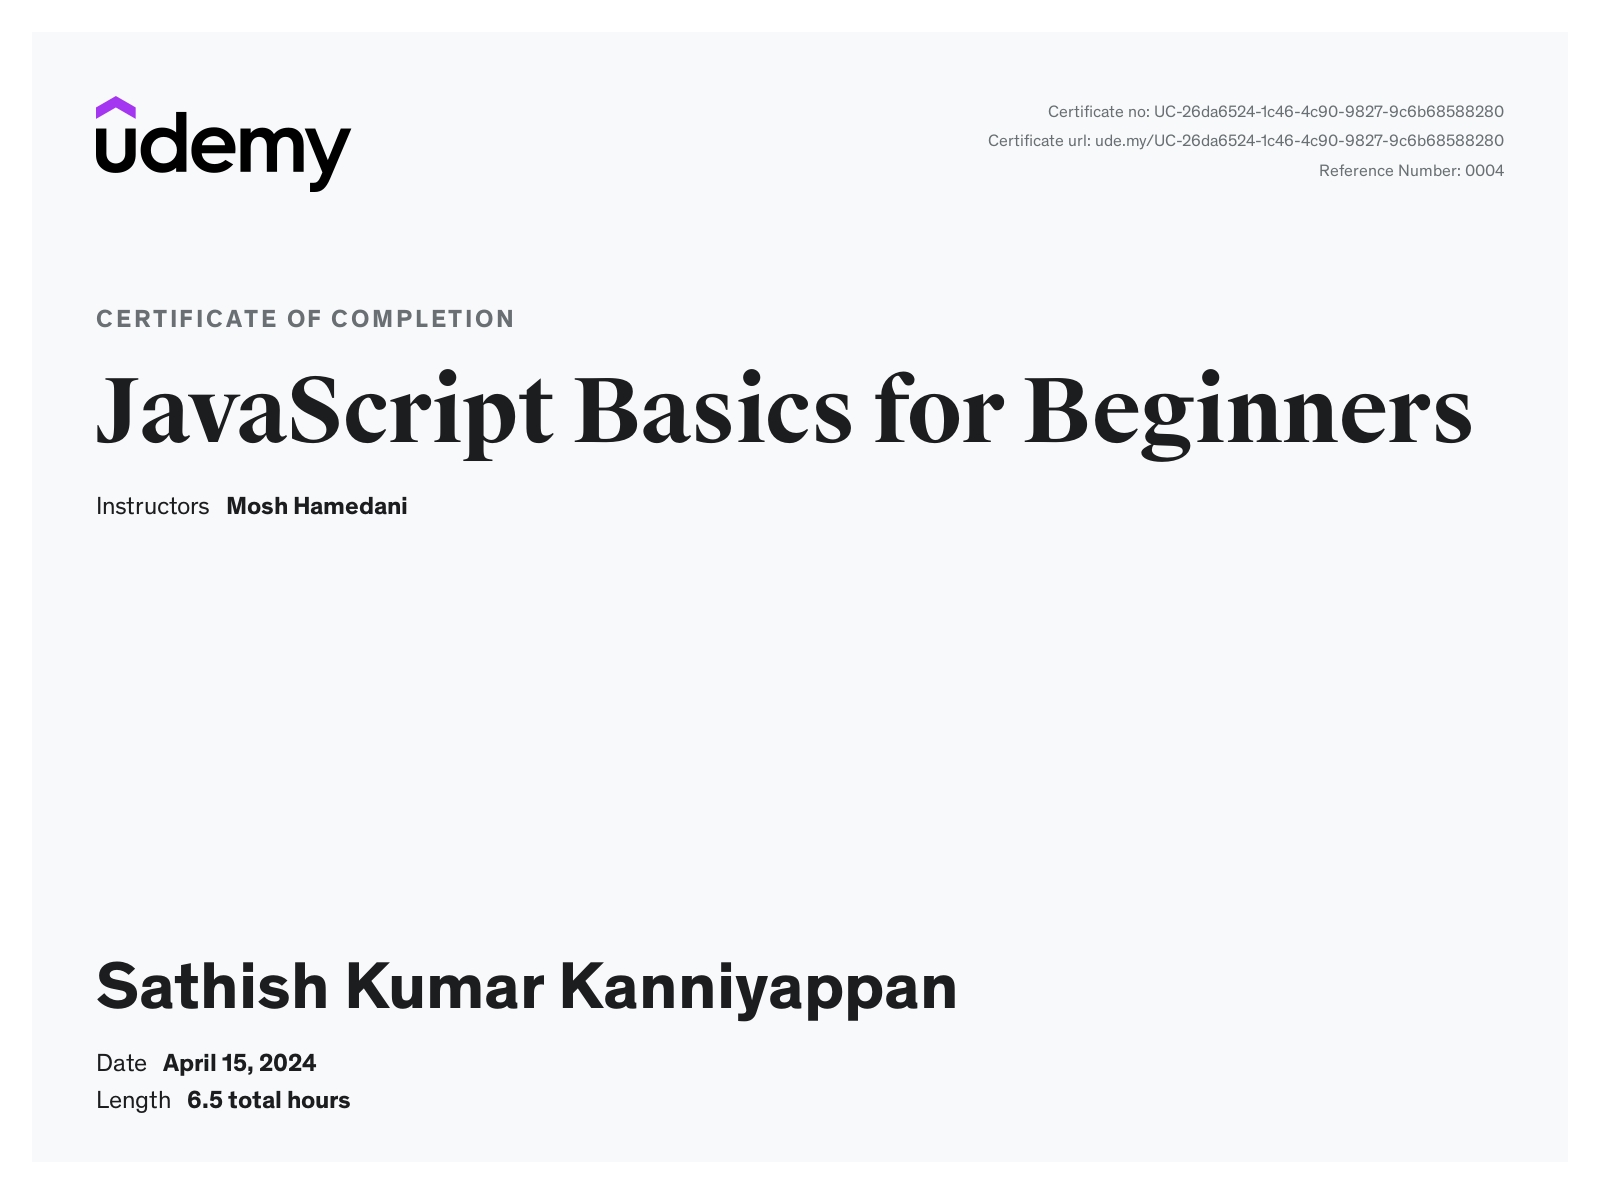 udemy
Certificate no: UC-26da6524-1c46-4c90-9827-9c6b68588280
Certificate url: ude.my/UC-26da6524-1c46-4c90-9827-9c6b68588280
Reference Number: 0004
CERTIFICATE OF COMPLETION
JavaScript Basics for Beginners
Instructors Mosh Hamedani
Sathish Kumar Kanniyappan
Date April 15, 2024
Length 6.5 total hours